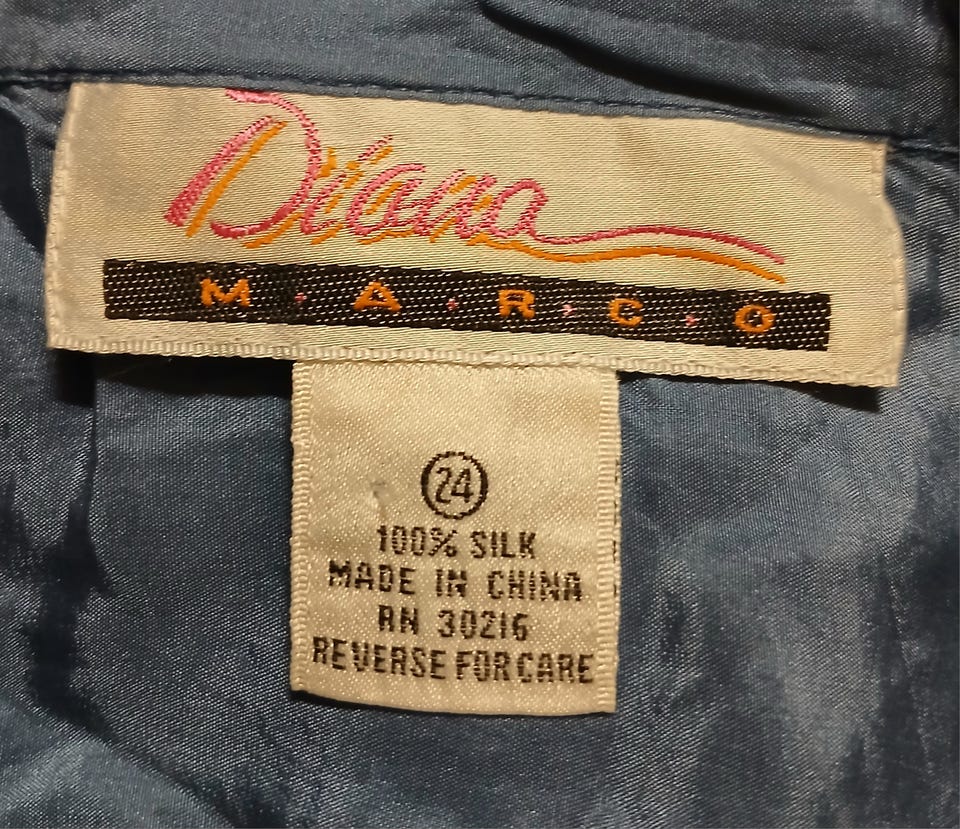 Diana
M·A·R·C·O
24
100% SILK
MADE IN CHINA
RN 30216
REVERSE FOR CARE